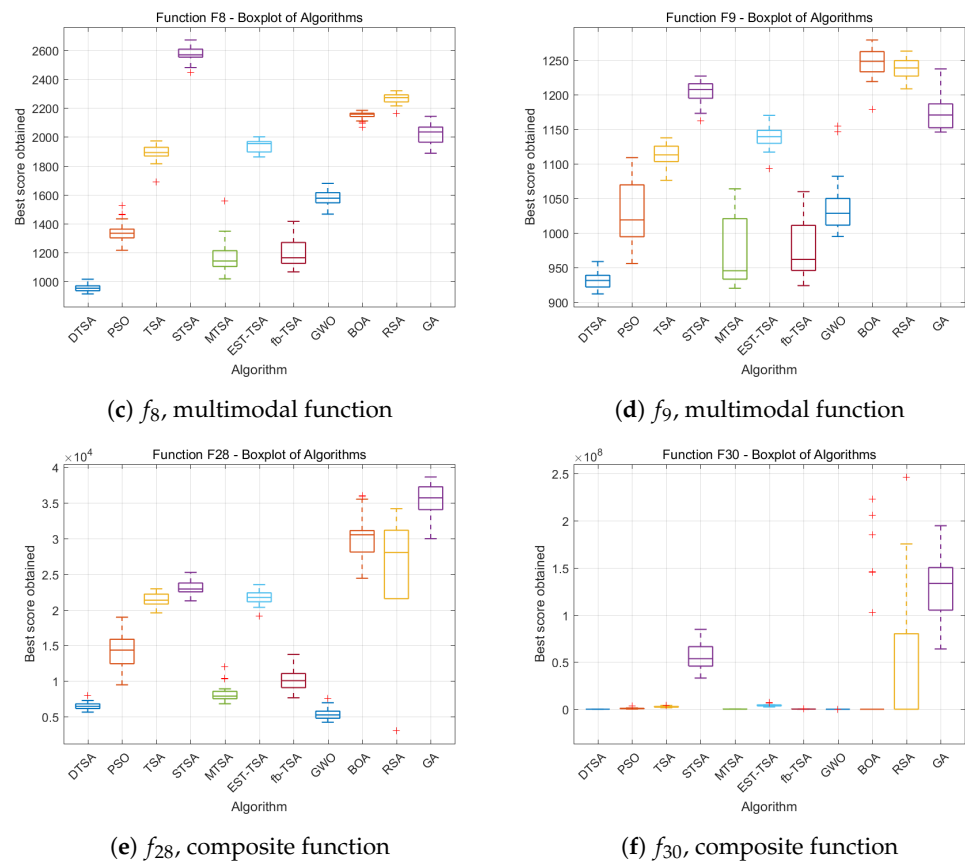 Function F8 - Boxplot of Algorithms
2600
2400
2200
2000
1800
1600
1400
1200
1000
Best score obtained
DTSA PSO TSA STSA MTSA EST-TSA fb-TSA GWO BOA RSA GA
Algorithm
(c) f8, multimodal function
Function F9 - Boxplot of Algorithms
1250
1200
1150
1100
1050
1000
950
900
Best score obtained
DTSA PSO TSA STSA MTSA EST-TSA fb-TSA GWO BOA RSA GA
Algorithm
(d) f9, multimodal function
Function F28 - Boxplot of Algorithms
×10^4
4
3.5
3
2.5
2
1.5
1
0.5
Best score obtained
DTSA PSO TSA STSA MTSA EST-TSA fb-TSA GWO BOA RSA GA
Algorithm
(e) f28, composite function
Function F30 - Boxplot of Algorithms
×10^8
2.5
2
1.5
1
0.5
0
Best score obtained
DTSA PSO TSA STSA MTSA EST-TSA fb-TSA GWO BOA RSA GA
Algorithm
(f) f30, composite function